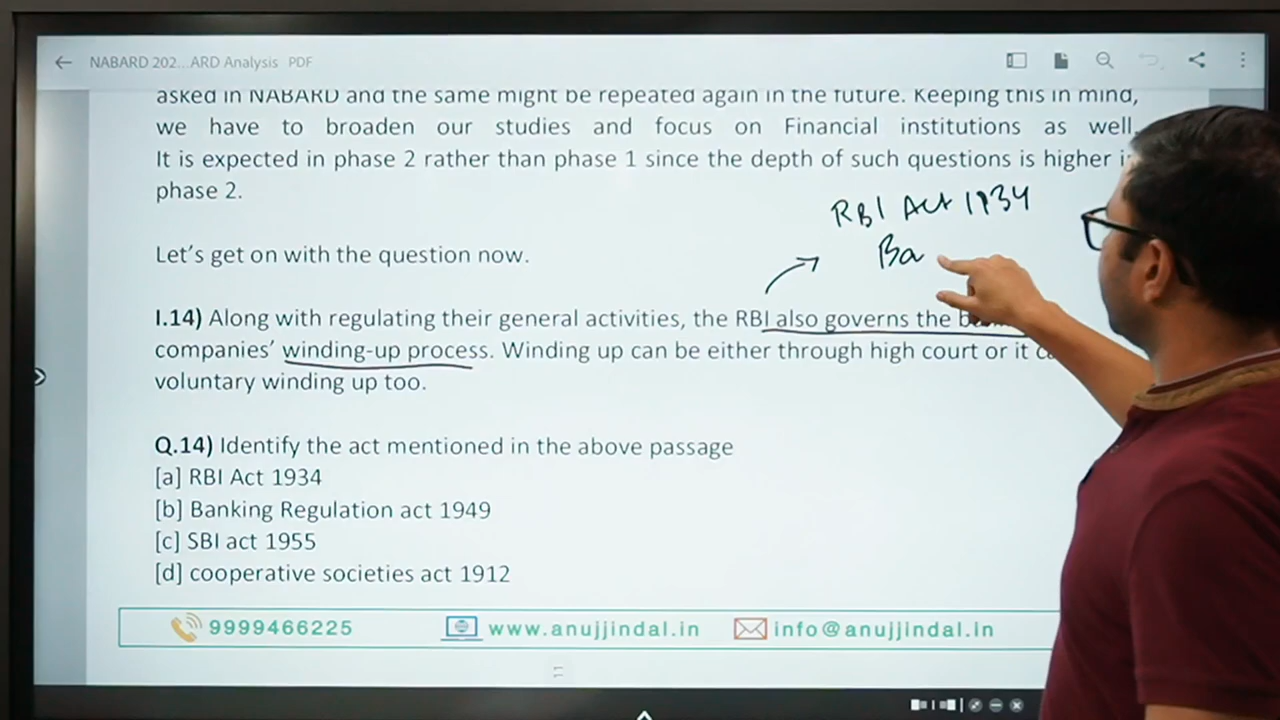 NABARD 202...ARD Analysis PDF
asked in NABARD and the same might be repeated again in the future. Keeping this in mind,
we have to broaden our studies and focus on Financial institutions as well.
It is expected in phase 2 rather than phase 1 since the depth of such questions is higher
phase 2.
RBI Act 1934
Ba
Let's get on with the question now.
I.14) Along with regulating their general activities, the RBI also governs the
companies' winding-up process. Winding up can be either through high court or it
voluntary winding up too.
Q.14) Identify the act mentioned in the above passage
[a] RBI Act 1934
[b] Banking Regulation act 1949
[c] SBI act 1955
[d] cooperative societies act 1912
9999466225 www.anujjindal.in info@anujjindal.in